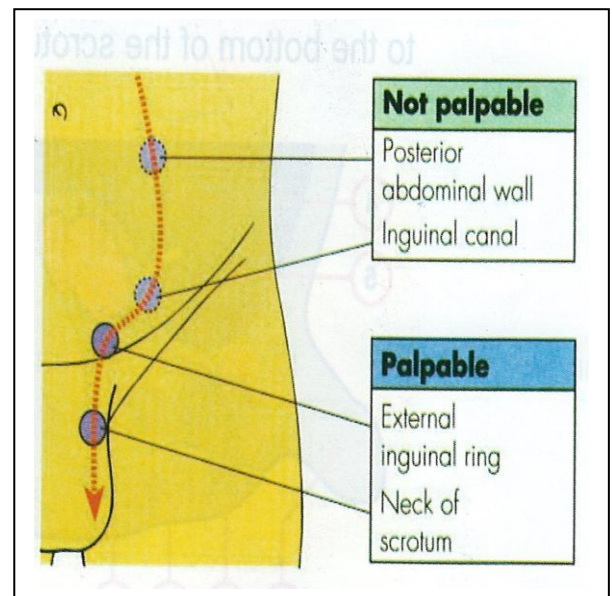 to the bottom of the scrotu
Not palpable
Posterior
abdominal wall
Inguinal canal
Palpable
External
inguinal ring
Neck of
scrotum